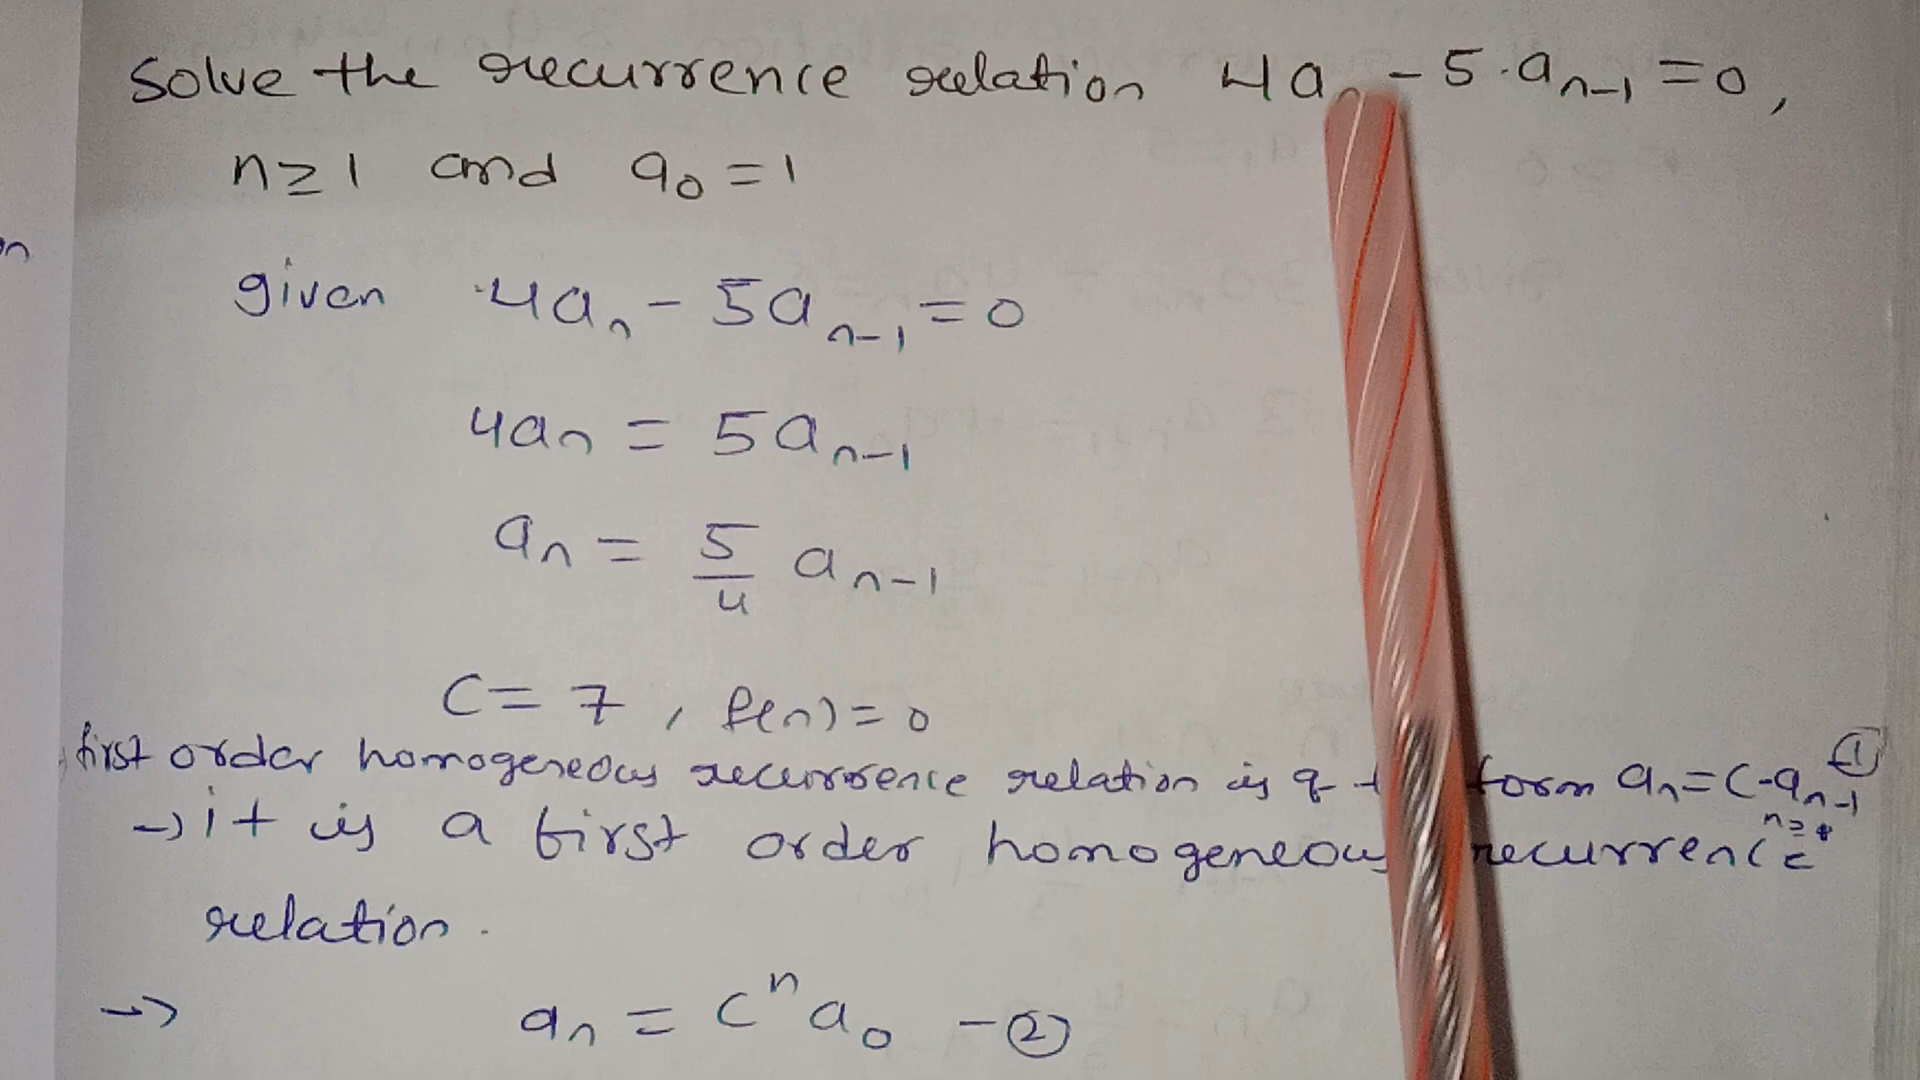 Solve the recurrence relation 4a - 5.aₙ₋₁ = 0,
n≥1 and a₀ = 1
n
given 4aₙ - 5aₙ₋₁ = 0
4aₙ = 5aₙ₋₁
aₙ = 5/4 aₙ₋₁
C = 7, f(n) = 0
first order homogeneous recurrence relation is form aₙ = C-aₙ₋₁ ①
→ it is a first order homogeneous recurrence
relation.
→ aₙ = cⁿ a₀ - ②